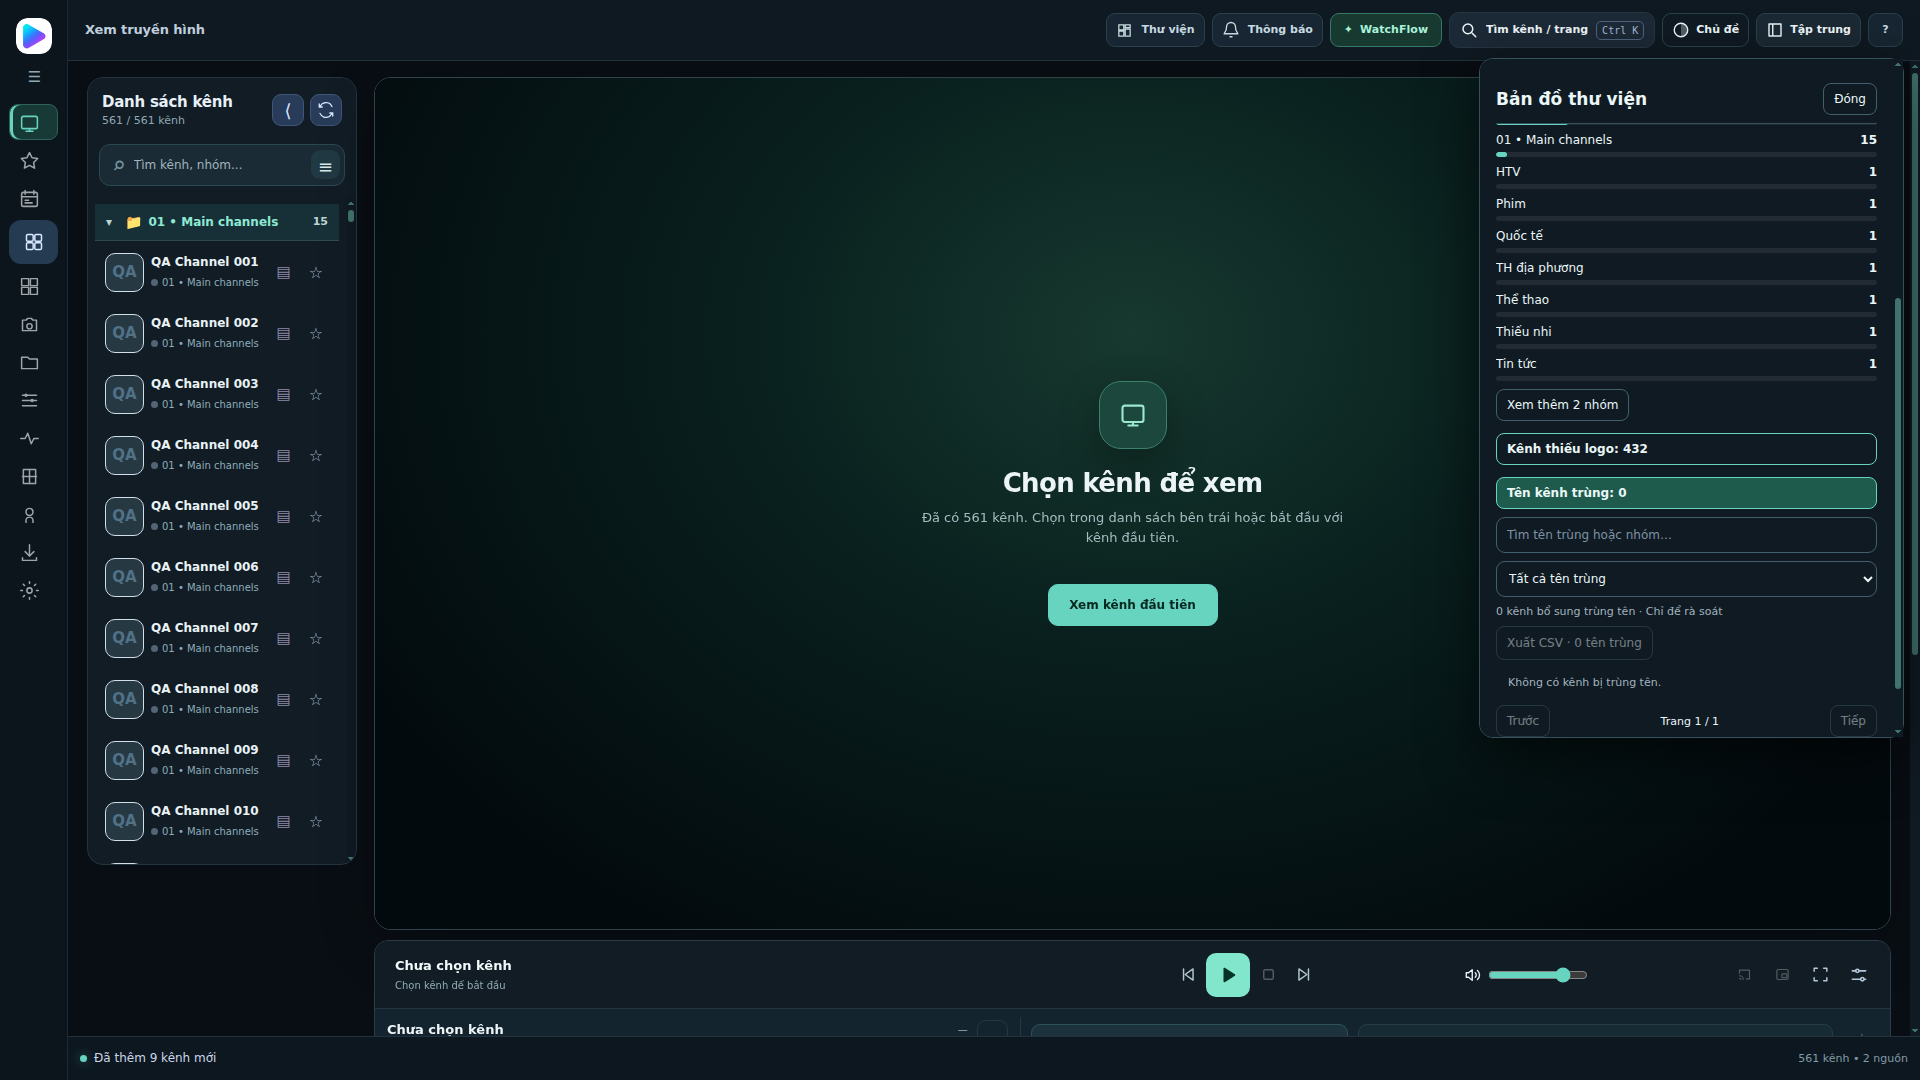 Xem truyền hình
Thư viện
Thông báo
WatchFlow
Tìm kênh / trang
Ctrl K
Chủ đề
Tập trung
?
Danh sách kênh
561 / 561 kênh
Tìm kênh, nhóm...
01 • Main channels 15
QA
QA Channel 001
01 • Main channels
QA
QA Channel 002
01 • Main channels
QA
QA Channel 003
01 • Main channels
QA
QA Channel 004
01 • Main channels
QA
QA Channel 005
01 • Main channels
QA
QA Channel 006
01 • Main channels
QA
QA Channel 007
01 • Main channels
QA
QA Channel 008
01 • Main channels
QA
QA Channel 009
01 • Main channels
QA
QA Channel 010
01 • Main channels
Chọn kênh để xem
Đã có 561 kênh. Chọn trong danh sách bên trái hoặc bắt đầu với
kênh đầu tiên.
Xem kênh đầu tiên
Bản đồ thư viện
Đóng
01 • Main channels 15
HTV 1
Phim 1
Quốc tế 1
TH địa phương 1
Thể thao 1
Thiếu nhi 1
Tin tức 1
Xem thêm 2 nhóm
Kênh thiếu logo: 432
Tên kênh trùng: 0
Tìm tên trùng hoặc nhóm...
Tất cả tên trùng
0 kênh bổ sung trùng tên · Chỉ để rà soát
Xuất CSV · 0 tên trùng
Không có kênh bị trùng tên.
Trước
Trang 1 / 1
Tiếp
Chưa chọn kênh
Chọn kênh để bắt đầu
Chưa chọn kênh
Đã thêm 9 kênh mới
561 kênh • 2 nguồn